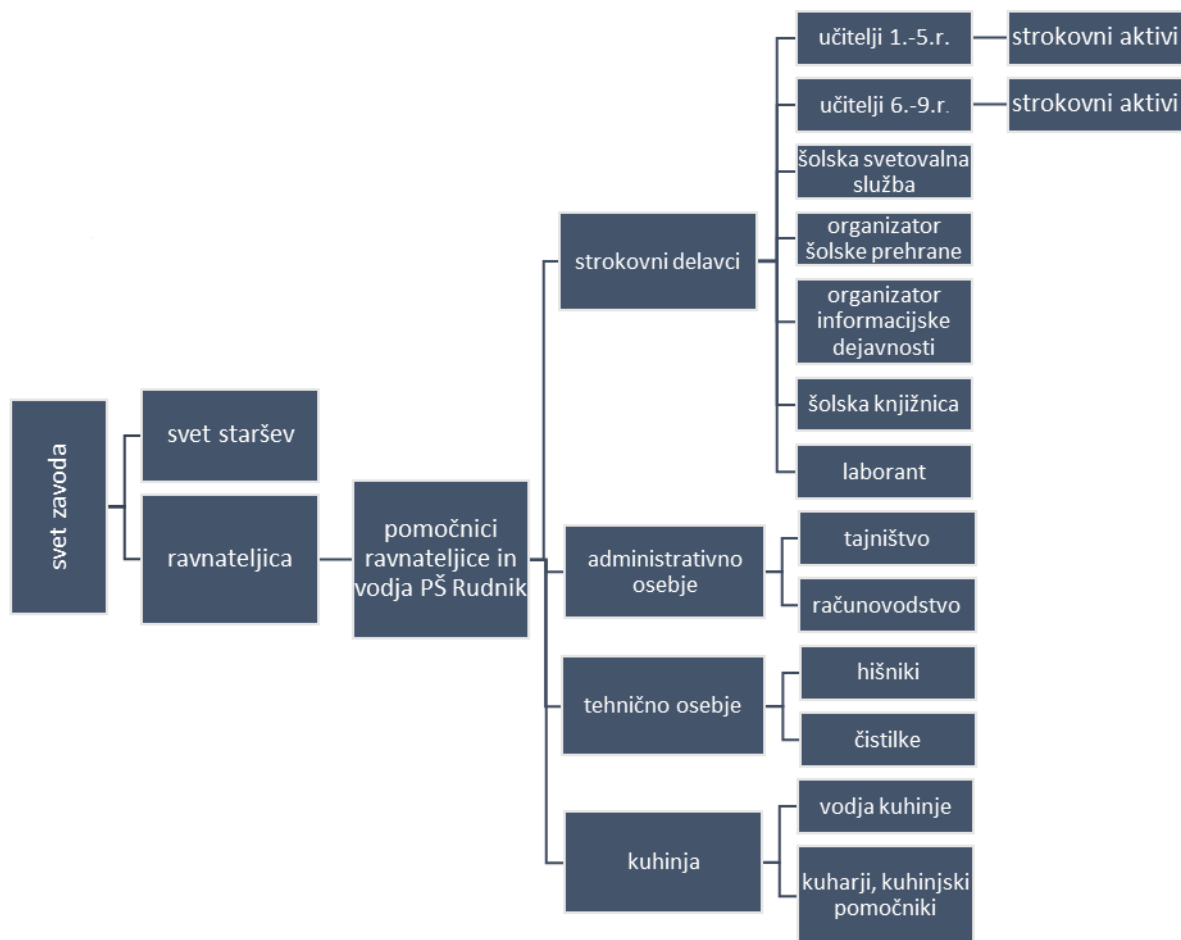 svet zavoda
svet staršev
ravnateljica
pomočnici
ravnateljice in
vodja PŠ Rudnik
strokovni delavci
učitelji 1.-5.r.
strokovni aktivi
učitelji 6.-9.r.
strokovni aktivi
šolska svetovalna
služba
organizator
šolske prehrane
organizator
informacijske
dejavnosti
šolska knjižnica
laborant
administrativno
osebje
tajništvo
računovodstvo
tehnično osebje
hišniki
čistilke
kuhinja
vodja kuhinje
kuharji, kuhinjski
pomočniki